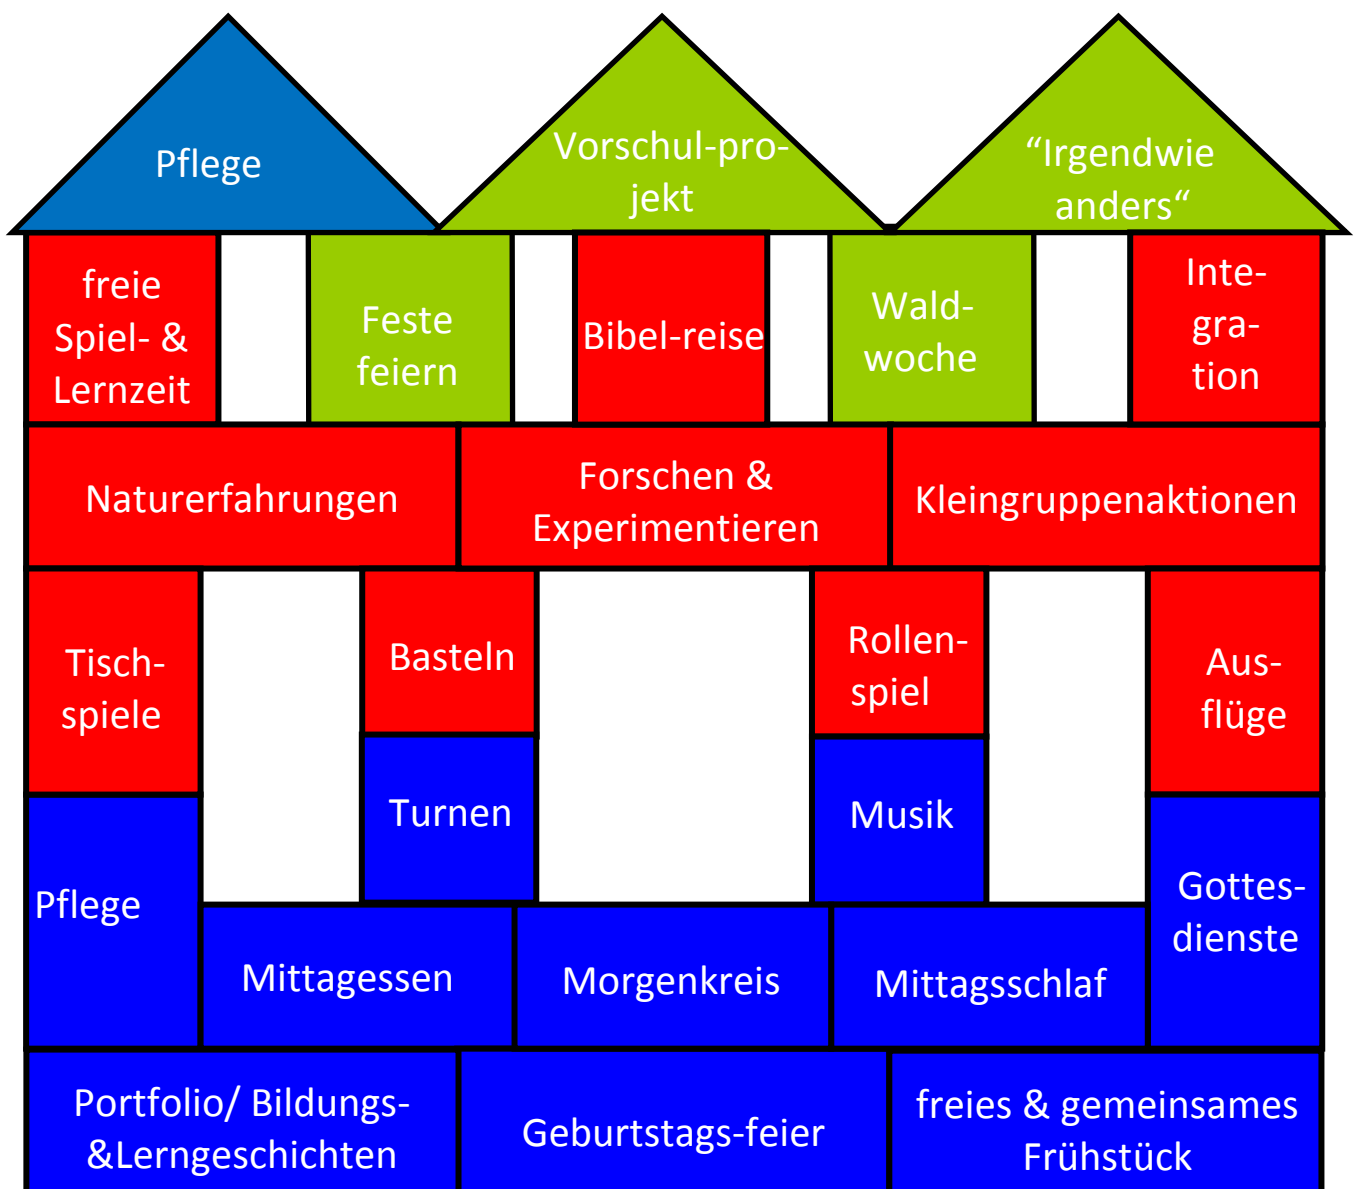 Pflege
Vorschul-pro-
jekt
“Irgendwie
anders“
freie
Spiel- &
Lernzeit
Feste
feiern
Bibel-reise
Wald-
woche
Inte-
gra-
tion
Naturerfahrungen
Forschen &
Experimentieren
Kleingruppenaktionen
Tisch-
spiele
Basteln
Rollen-
spiel
Aus-
flüge
Turnen
Musik
Pflege
Gottes-
dienste
Mittagessen
Morgenkreis
Mittagsschlaf
Portfolio/ Bildungs-
&Lerngeschichten
Geburtstags-feier
freies & gemeinsames
Frühstück